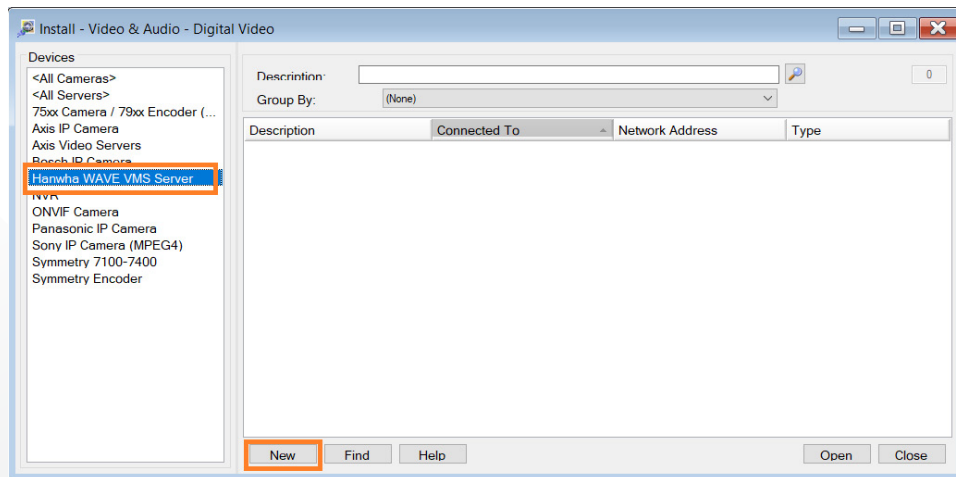 Install - Video & Audio - Digital Video
Devices
<All Cameras>
<All Servers>
75xx Camera / 79xx Encoder (...
Axis IP Camera
Axis Video Servers
Bosch IP Camera
Hanwha WAVE VMS Server
NVR
ONVIF Camera
Panasonic IP Camera
Sony IP Camera (MPEG4)
Symmetry 7100-7400
Symmetry Encoder
Description:
0
Group By: (None)
Description Connected To Network Address Type
New Find Help Open Close